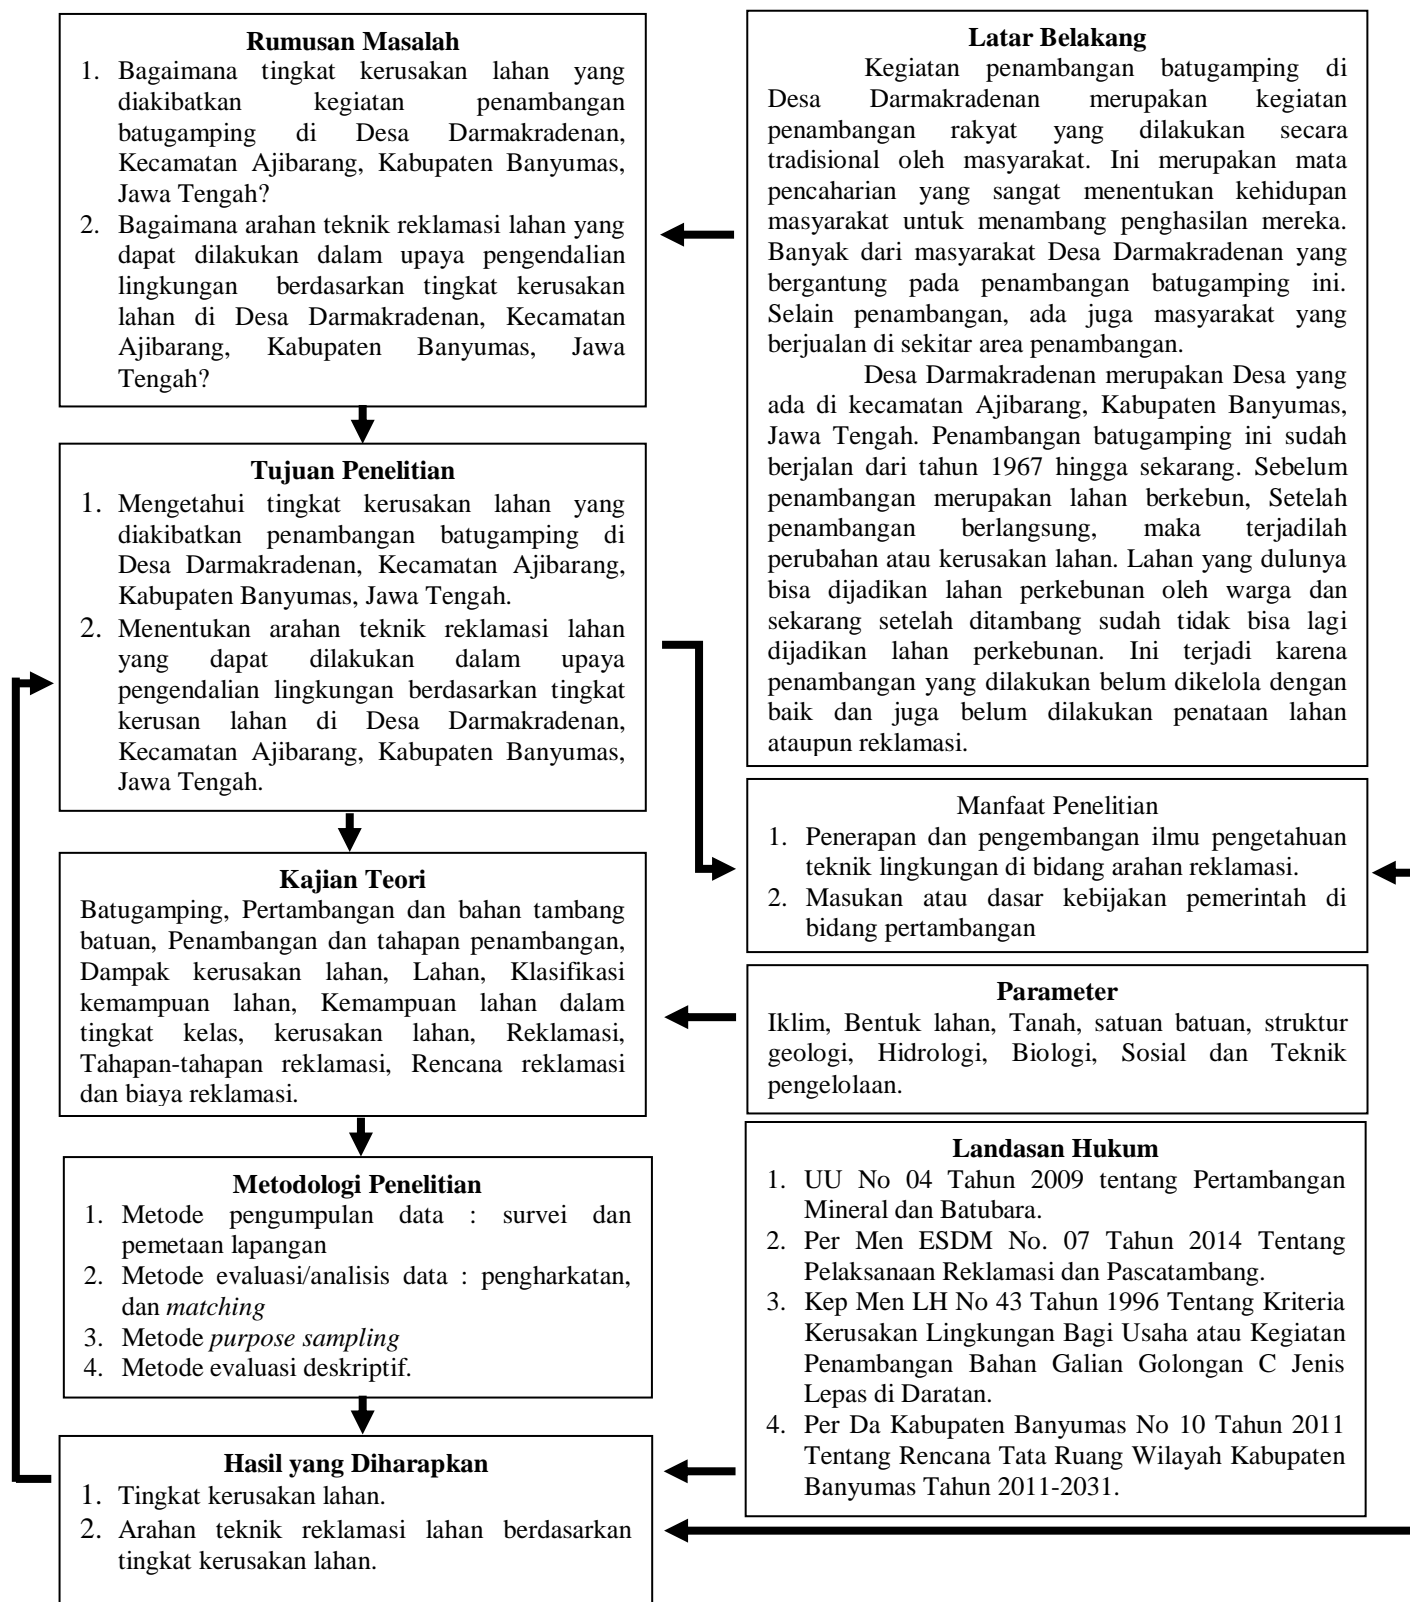 Rumusan Masalah
1. Bagaimana tingkat kerusakan lahan yang
diakibatkan kegiatan penambangan
batugamping di Desa Darmakradenan,
Kecamatan Ajibarang, Kabupaten Banyumas,
Jawa Tengah?
2. Bagaimana arahan teknik reklamasi lahan yang
dapat dilakukan dalam upaya pengendalian
lingkungan berdasarkan tingkat kerusakan
lahan di Desa Darmakradenan, Kecamatan
Ajibarang, Kabupaten Banyumas, Jawa
Tengah?
Latar Belakang
Kegiatan penambangan batugamping di
Desa Darmakradenan merupakan kegiatan
penambangan rakyat yang dilakukan secara
tradisional oleh masyarakat. Ini merupakan mata
pencaharian yang sangat menentukan kehidupan
masyarakat untuk menambang penghasilan mereka.
Banyak dari masyarakat Desa Darmakradenan yang
bergantung pada penambangan batugamping ini.
Selain penambangan, ada juga masyarakat yang
berjualan di sekitar area penambangan.
Desa Darmakradenan merupakan Desa yang
ada di kecamatan Ajibarang, Kabupaten Banyumas,
Jawa Tengah. Penambangan batugamping ini sudah
berjalan dari tahun 1967 hingga sekarang. Sebelum
penambangan merupakan lahan berkebun, Setelah
penambangan berlangsung, maka terjadilah
perubahan atau kerusakan lahan. Lahan yang dulunya
bisa dijadikan lahan perkebunan oleh warga dan
sekarang setelah ditambang sudah tidak bisa lagi
dijadikan lahan perkebunan. Ini terjadi karena
penambangan yang dilakukan belum dikelola dengan
baik dan juga belum dilakukan penataan lahan
ataupun reklamasi.
Tujuan Penelitian
1. Mengetahui tingkat kerusakan lahan yang
diakibatkan penambangan batugamping di
Desa Darmakradenan, Kecamatan Ajibarang,
Kabupaten Banyumas, Jawa Tengah.
2. Menentukan arahan teknik reklamasi lahan
yang dapat dilakukan dalam upaya
pengendalian lingkungan berdasarkan tingkat
kerusan lahan di Desa Darmakradenan,
Kecamatan Ajibarang, Kabupaten Banyumas,
Jawa Tengah.
Manfaat Penelitian
1. Penerapan dan pengembangan ilmu pengetahuan
teknik lingkungan di bidang arahan reklamasi.
2. Masukan atau dasar kebijakan pemerintah di
bidang pertambangan
Kajian Teori
Batugamping, Pertambangan dan bahan tambang
batuan, Penambangan dan tahapan penambangan,
Dampak kerusakan lahan, Lahan, Klasifikasi
kemampuan lahan, Kemampuan lahan dalam
tingkat kelas, kerusakan lahan, Reklamasi,
Tahapan-tahapan reklamasi, Rencana reklamasi
dan biaya reklamasi.
Parameter
Iklim, Bentuk lahan, Tanah, satuan batuan, struktur
geologi, Hidrologi, Biologi, Sosial dan Teknik
pengelolaan.
Metodologi Penelitian
1. Metode pengumpulan data : survei dan
pemetaan lapangan
2. Metode evaluasi/analisis data : pengharkatan,
dan matching
3. Metode purpose sampling
4. Metode evaluasi deskriptif.
Landasan Hukum
1. UU No 04 Tahun 2009 tentang Pertambangan
Mineral dan Batubara.
2. Per Men ESDM No. 07 Tahun 2014 Tentang
Pelaksanaan Reklamasi dan Pascatambang.
3. Kep Men LH No 43 Tahun 1996 Tentang Kriteria
Kerusakan Lingkungan Bagi Usaha atau Kegiatan
Penambangan Bahan Galian Golongan C Jenis
Lepas di Daratan.
4. Per Da Kabupaten Banyumas No 10 Tahun 2011
Tentang Rencana Tata Ruang Wilayah Kabupaten
Banyumas Tahun 2011-2031.
Hasil yang Diharapkan
1. Tingkat kerusakan lahan.
2. Arahan teknik reklamasi lahan berdasarkan
tingkat kerusakan lahan.